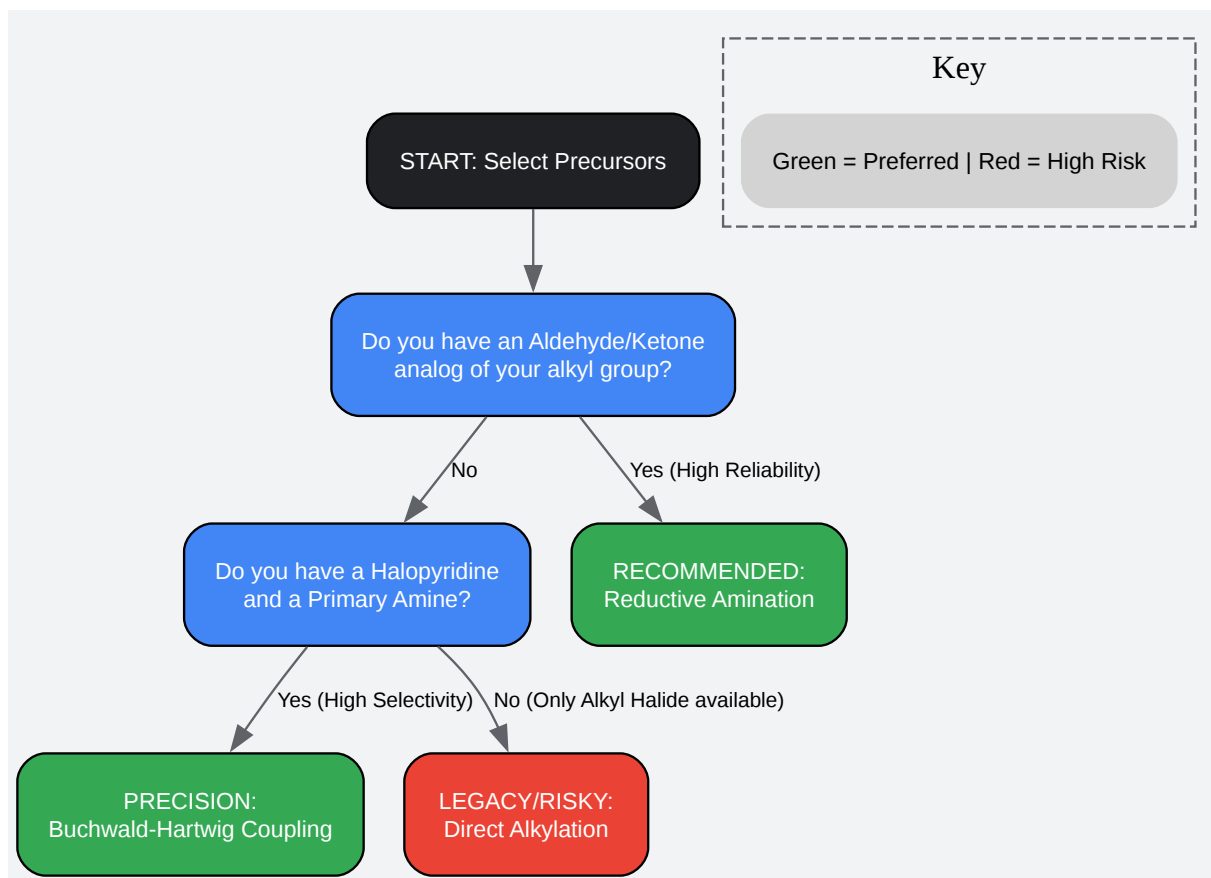 Key
Green = Preferred | Red = High Risk
START: Select Precursors
Do you have an Aldehyde/Ketone
analog of your alkyl group?
No
Yes (High Reliability)
Do you have a Halopyridine
and a Primary Amine?
RECOMMENDED:
Reductive Amination
Yes (High Selectivity)
No (Only Alkyl Halide available)
PRECISION:
Buchwald-Hartwig Coupling
LEGACY/RISKY:
Direct Alkylation